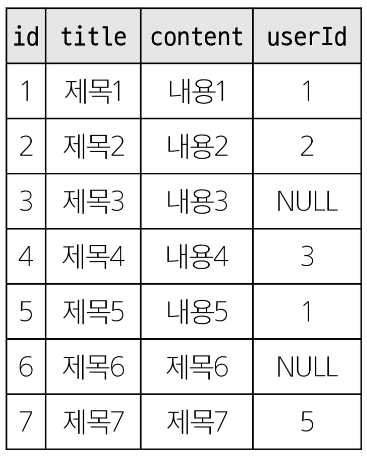 id title content userId
1 제목1 내용1 1
2 제목2 내용2 2
3 제목3 내용3 NULL
4 제목4 내용4 3
5 제목5 내용5 1
6 제목6 제목6 NULL
7 제목7 제목7 5